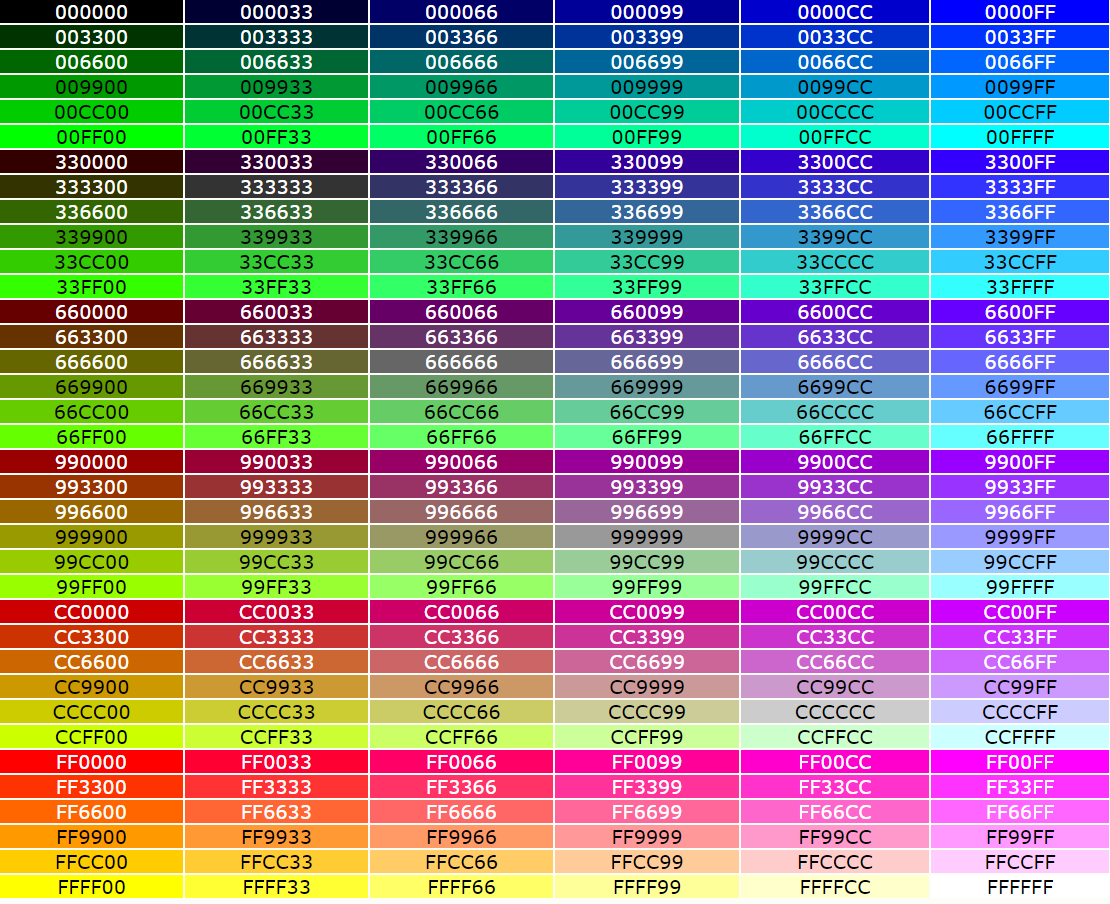 000000 000033 000066 000099 0000CC 0000FF
003300 003333 003366 003399 0033CC 0033FF
006600 006633 006666 006699 0066CC 0066FF
009900 009933 009966 009999 0099CC 0099FF
00CC00 00CC33 00CC66 00CC99 00CCCC 00CCFF
00FF00 00FF33 00FF66 00FF99 00FFCC 00FFFF
330000 330033 330066 330099 3300CC 3300FF
333300 333333 333366 333399 3333CC 3333FF
336600 336633 336666 336699 3366CC 3366FF
339900 339933 339966 339999 3399CC 3399FF
33CC00 33CC33 33CC66 33CC99 33CCCC 33CCFF
33FF00 33FF33 33FF66 33FF99 33FFCC 33FFFF
660000 660033 660066 660099 6600CC 6600FF
663300 663333 663366 663399 6633CC 6633FF
666600 666633 666666 666699 6666CC 6666FF
669900 669933 669966 669999 6699CC 6699FF
66CC00 66CC33 66CC66 66CC99 66CCCC 66CCFF
66FF00 66FF33 66FF66 66FF99 66FFCC 66FFFF
990000 990033 990066 990099 9900CC 9900FF
993300 993333 993366 993399 9933CC 9933FF
996600 996633 996666 996699 9966CC 9966FF
999900 999933 999966 999999 9999CC 9999FF
99CC00 99CC33 99CC66 99CC99 99CCCC 99CCFF
99FF00 99FF33 99FF66 99FF99 99FFCC 99FFFF
CC0000 CC0033 CC0066 CC0099 CC00CC CC00FF
CC3300 CC3333 CC3366 CC3399 CC33CC CC33FF
CC6600 CC6633 CC6666 CC6699 CC66CC CC66FF
CC9900 CC9933 CC9966 CC9999 CC99CC CC99FF
CCCC00 CCCC33 CCCC66 CCCC99 CCCCCC CCCCFF
CCFF00 CCFF33 CCFF66 CCFF99 CCFFCC CCFFFF
FF0000 FF0033 FF0066 FF0099 FF00CC FF00FF
FF3300 FF3333 FF3366 FF3399 FF33CC FF33FF
FF6600 FF6633 FF6666 FF6699 FF66CC FF66FF
FF9900 FF9933 FF9966 FF9999 FF99CC FF99FF
FFCC00 FFCC33 FFCC66 FFCC99 FFCCCC FFCCFF
FFFF00 FFFF33 FFFF66 FFFF99 FFFFCC FFFFFF